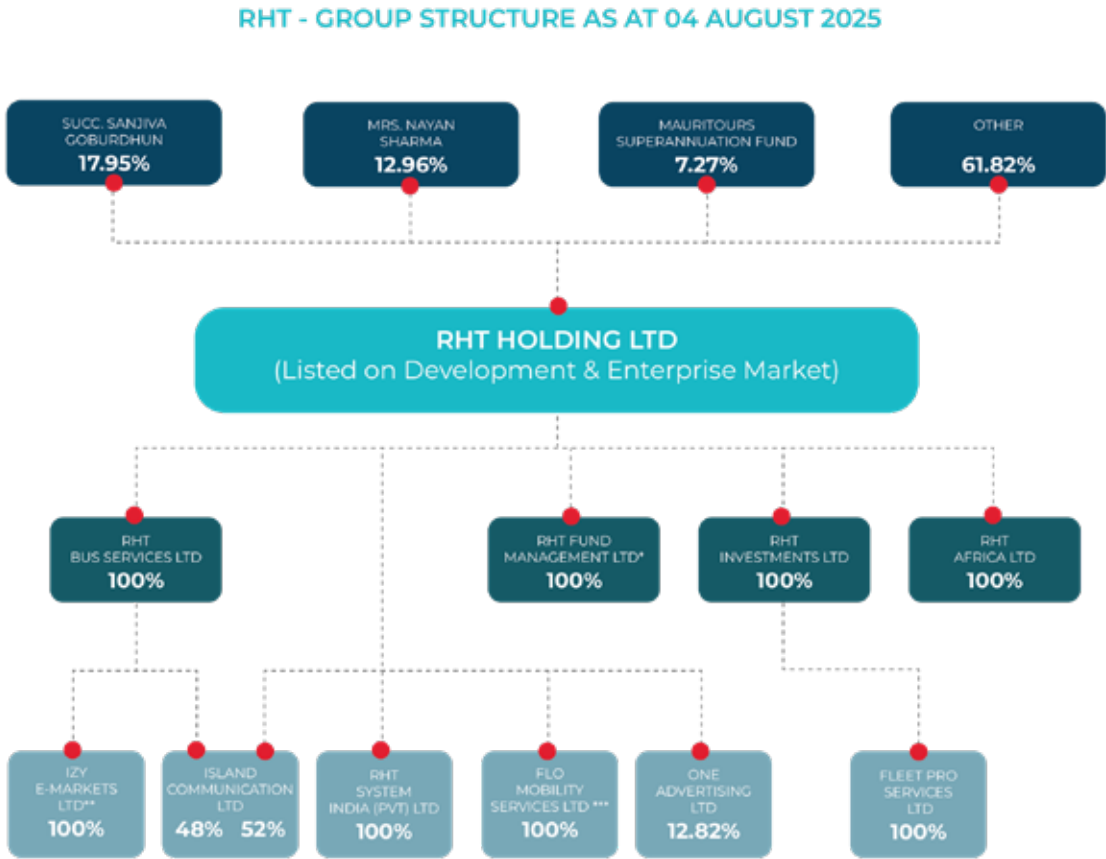 RHT - GROUP STRUCTURE AS AT 04 AUGUST 2025
SUCC. SANJIVA
GOBURDHUN
17.95%
MRS. NAYAN
SHARMA
12.96%
MAURITOURS
SUPERANNUATION FUND
7.27%
OTHER
61.82%
RHT HOLDING LTD
(Listed on Development & Enterprise Market)
RHT
BUS SERVICES LTD
100%
RHT FUND
MANAGEMENT LTD*
100%
RHT
INVESTMENTS LTD
100%
RHT
AFRICA LTD
100%
IZY
E-MARKETS
LTD**
100%
ISLAND
COMMUNICATION
LTD
48% 52%
RHT
SYSTEM
INDIA (PVT) LTD
100%
FLO
MOBILITY
SERVICES LTD ***
100%
ONE
ADVERTISING
LTD
12.82%
FLEET PRO
SERVICES
LTD
100%